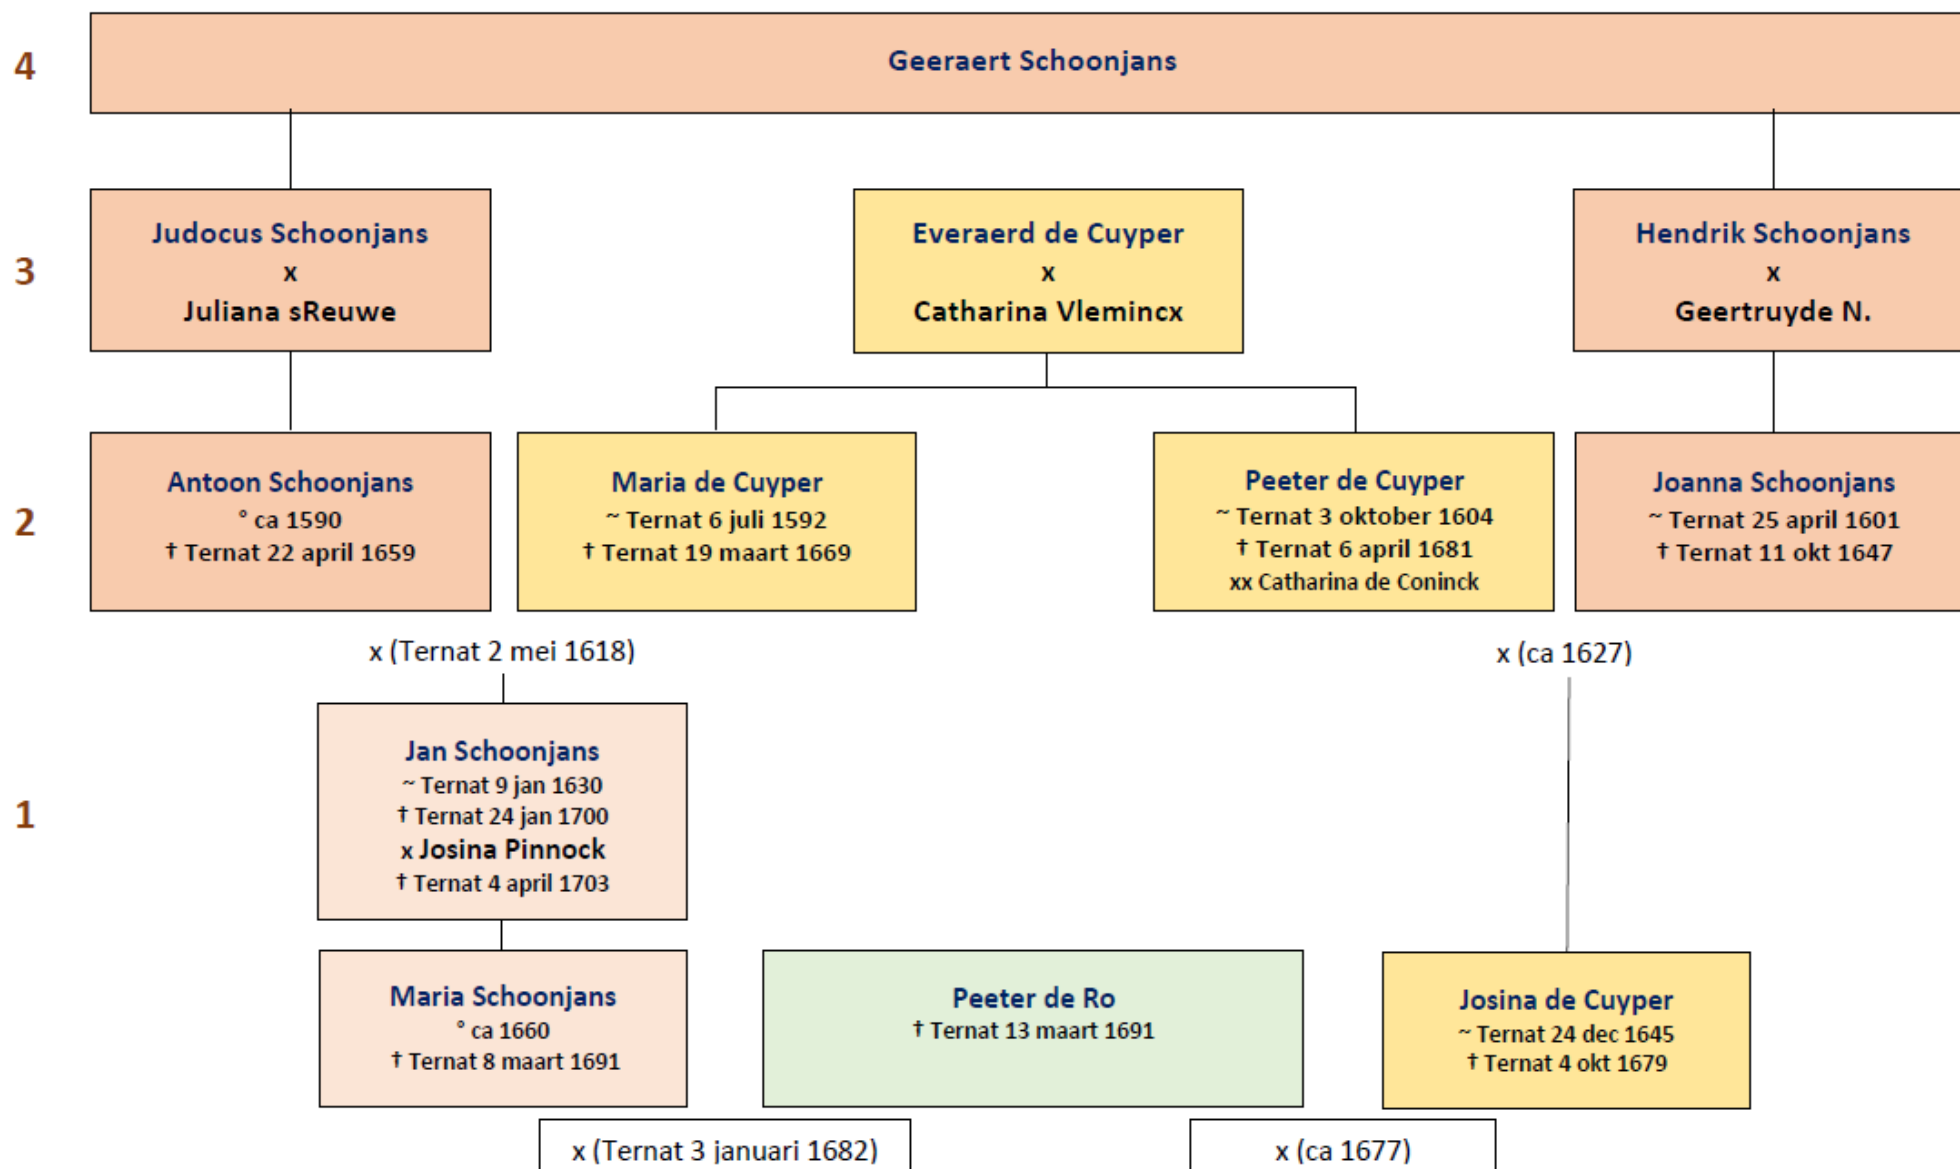 4
Geeraert Schoonjans
3
Judocus Schoonjans
x
Juliana sReuwe
Everaerd de Cuyper
x
Catharina Vlemincx
Hendrik Schoonjans
x
Geertruyde N.
2
Antoon Schoonjans
° ca 1590
† Ternat 22 april 1659
Maria de Cuyper
~ Ternat 6 juli 1592
† Ternat 19 maart 1669
Peeter de Cuyper
~ Ternat 3 oktober 1604
† Ternat 6 april 1681
xx Catharina de Coninck
Joanna Schoonjans
~ Ternat 25 april 1601
† Ternat 11 okt 1647
x (Ternat 2 mei 1618)
x (ca 1627)
1
Jan Schoonjans
~ Ternat 9 jan 1630
† Ternat 24 jan 1700
x Josina Pinnock
† Ternat 4 april 1703
Maria Schoonjans
° ca 1660
† Ternat 8 maart 1691
Peeter de Ro
† Ternat 13 maart 1691
Josina de Cuyper
~ Ternat 24 dec 1645
† Ternat 4 okt 1679
x (Ternat 3 januari 1682)
x (ca 1677)